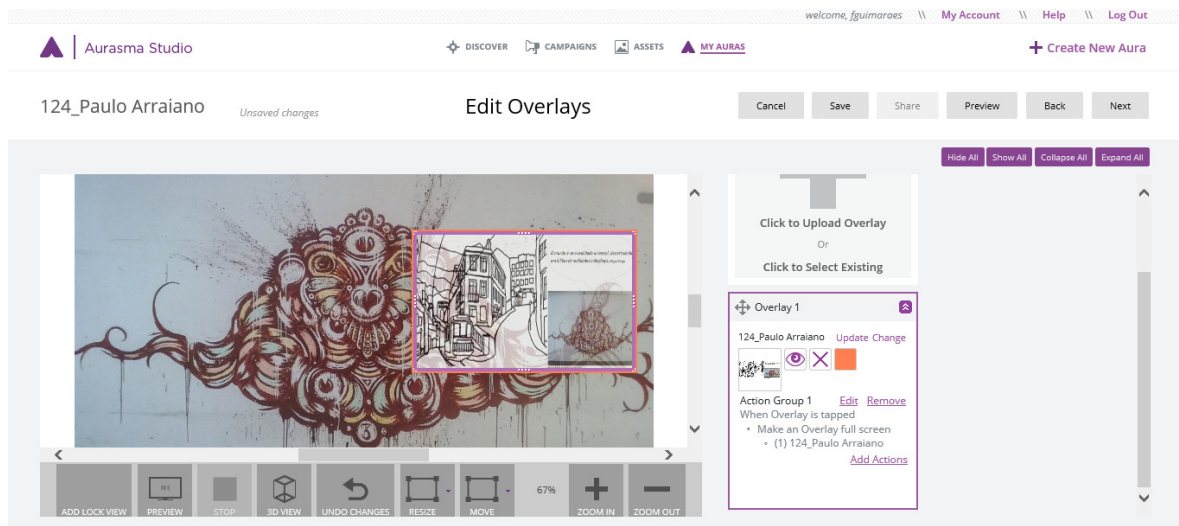 welcome, fguimaraes \\ My Account \\ Help \\ Log Out
Aurasma Studio
DISCOVER CAMPAIGNS ASSETS MY AURAS
Create New Aura
124_Paulo Arraiano Unsaved changes
Edit Overlays
Cancel Save Share Preview Back Next
Hide All Show All Collapse All Expand All
Click to Upload Overlay
Or
Click to Select Existing
Overlay 1
124_Paulo Arraiano Update Change
Action Group 1 Edit Remove
When Overlay is tapped
• Make an Overlay full screen
◦ (1) 124_Paulo Arraiano
Add Actions
ADD LOCK VIEW PREVIEW STOP 3D VIEW UNDO CHANGES RESIZE MOVE 67% ZOOM IN ZOOM OUT